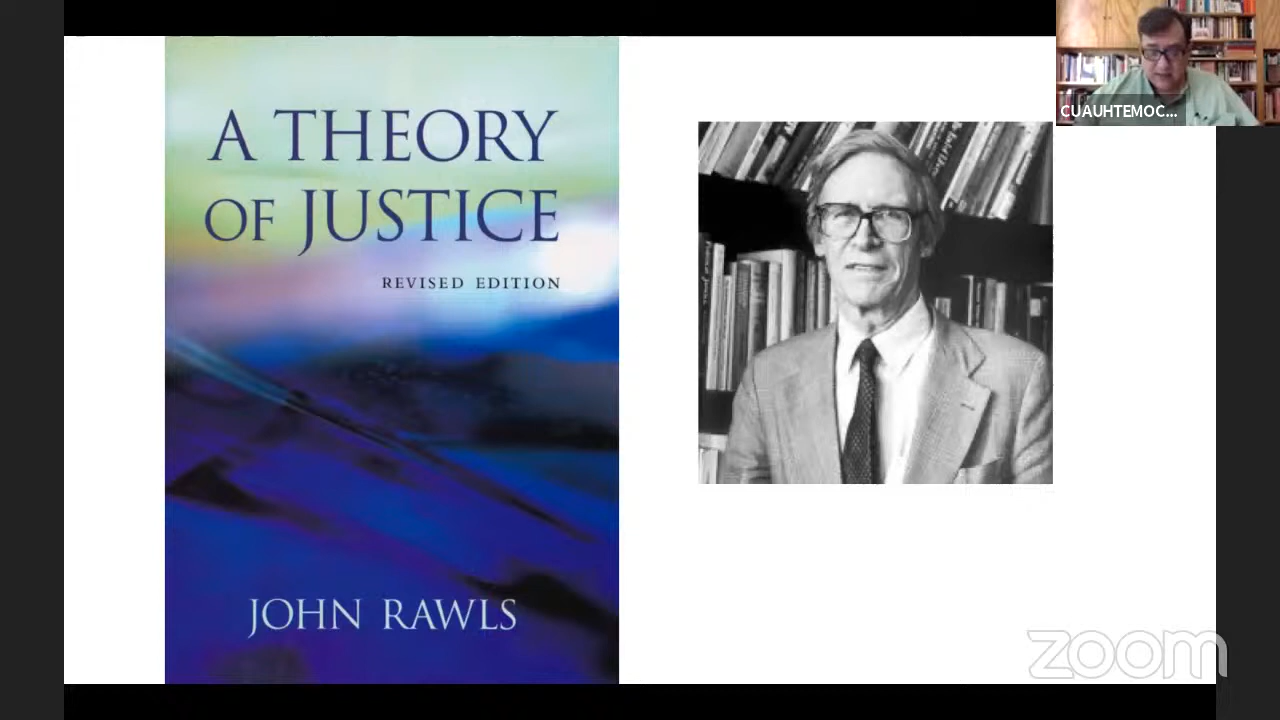 A THEORY
OF JUSTICE
REVISED EDITION
JOHN RAWLS
CUAUHTEMOC...
zoom